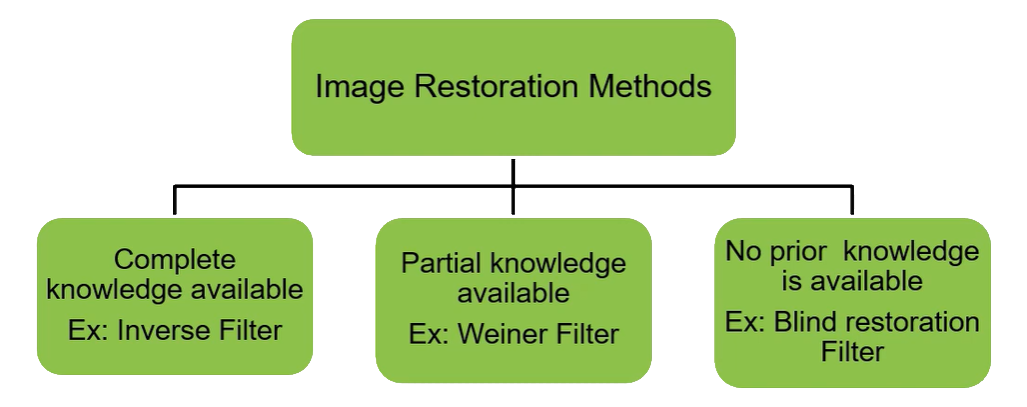 Image Restoration Methods
Complete
knowledge available
Ex: Inverse Filter
Partial knowledge
available
Ex: Weiner Filter
No prior  knowledge
is available
Ex: Blind restoration
Filter